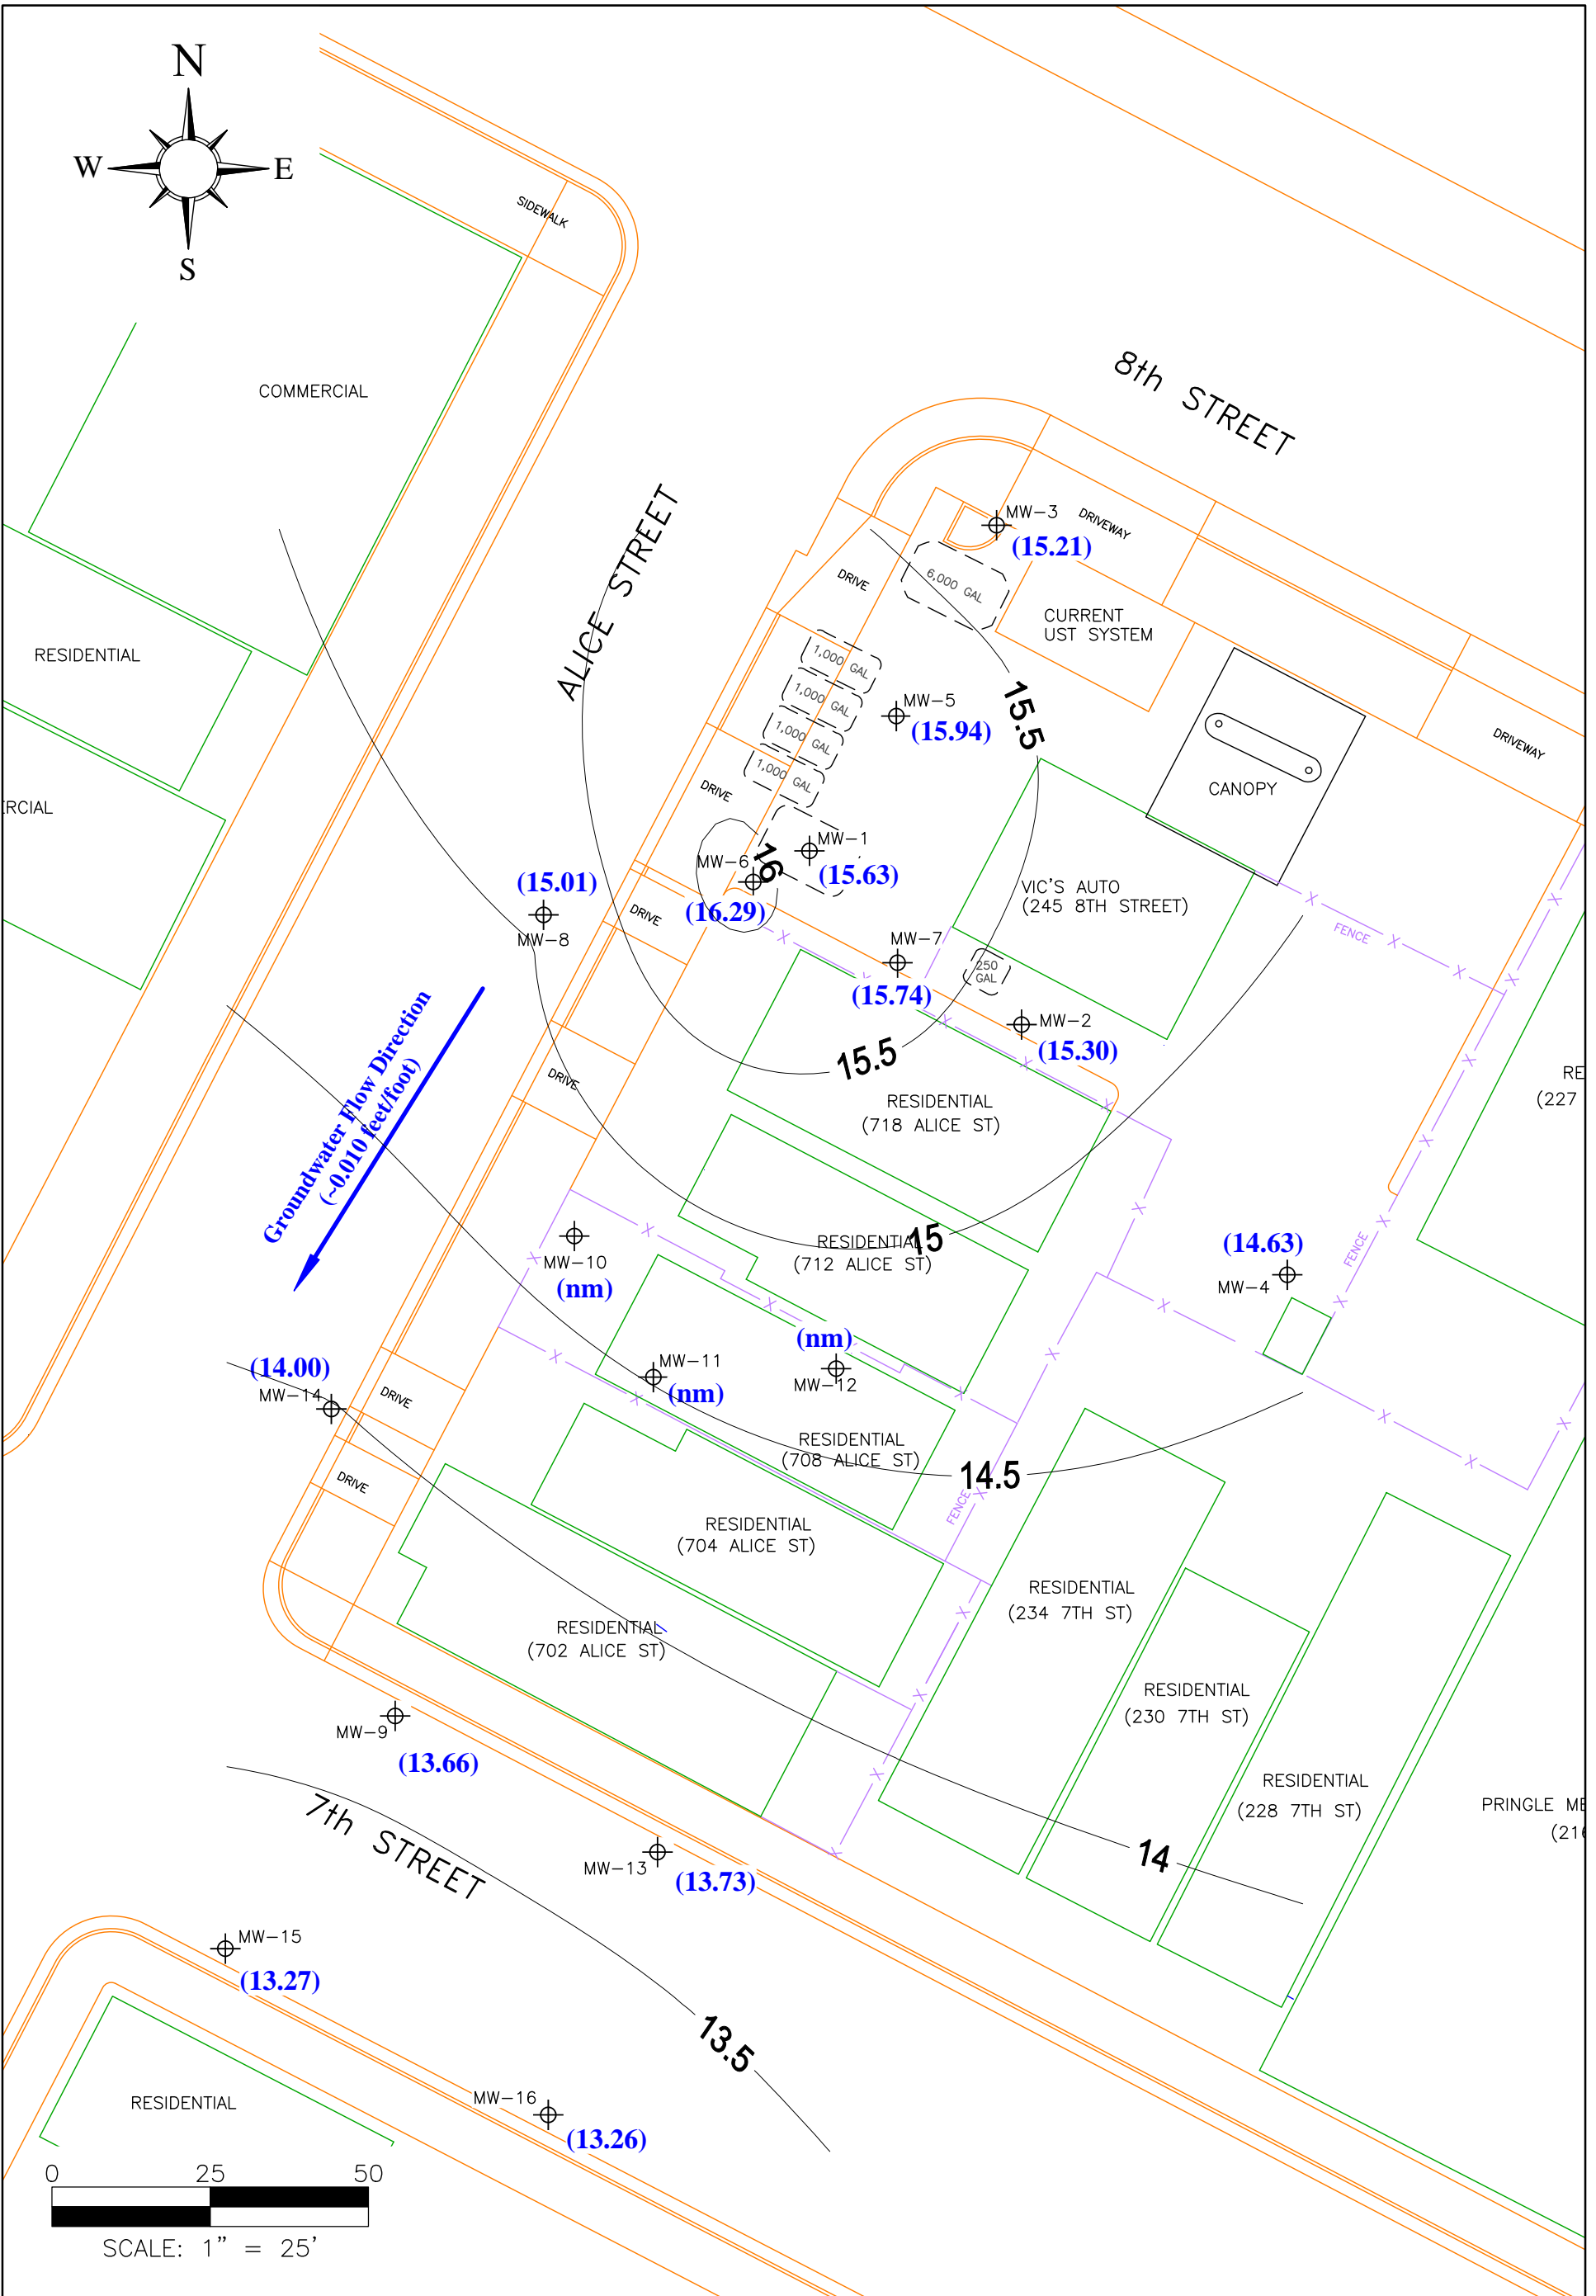 N
W
E
S
SIDEWALK
COMMERCIAL
8th STREET
ALICE STREET
MW-3
(15.21)
DRIVEWAY
6,000 GAL
DRIVE
CURRENT
UST SYSTEM
RESIDENTIAL
1,000 GAL
1,000 GAL
1,000 GAL
1,000 GAL
MW-5
(15.94)
15.5
DRIVEWAY
CANOPY
DRIVE
ERCIAL
MW-1
(15.63)
MW-6
16
(16.29)
(15.01)
MW-8
DRIVE
VIC'S AUTO
(245 8TH STREET)
FENCE
MW-7
(15.74)
250
GAL
MW-2
(15.30)
15.5
Groundwater Flow Direction
(~0.010 feet/foot)
DRIVE
RESIDENTIAL
(718 ALICE ST)
RE
(227
MW-10
(nm)
RESIDENTIAL
(712 ALICE ST)
15
(14.63)
MW-4
FENCE
(nm)
MW-12
MW-11
(nm)
(14.00)
MW-14
DRIVE
RESIDENTIAL
(708 ALICE ST)
14.5
DRIVE
FENCE
RESIDENTIAL
(704 ALICE ST)
RESIDENTIAL
(234 7TH ST)
RESIDENTIAL
(702 ALICE ST)
RESIDENTIAL
(230 7TH ST)
MW-9
(13.66)
RESIDENTIAL
(228 7TH ST)
PRINGLE ME
(216
7th STREET
14
MW-13
(13.73)
MW-15
(13.27)
13.5
MW-16
(13.26)
RESIDENTIAL
0 25 50
SCALE: 1" = 25'